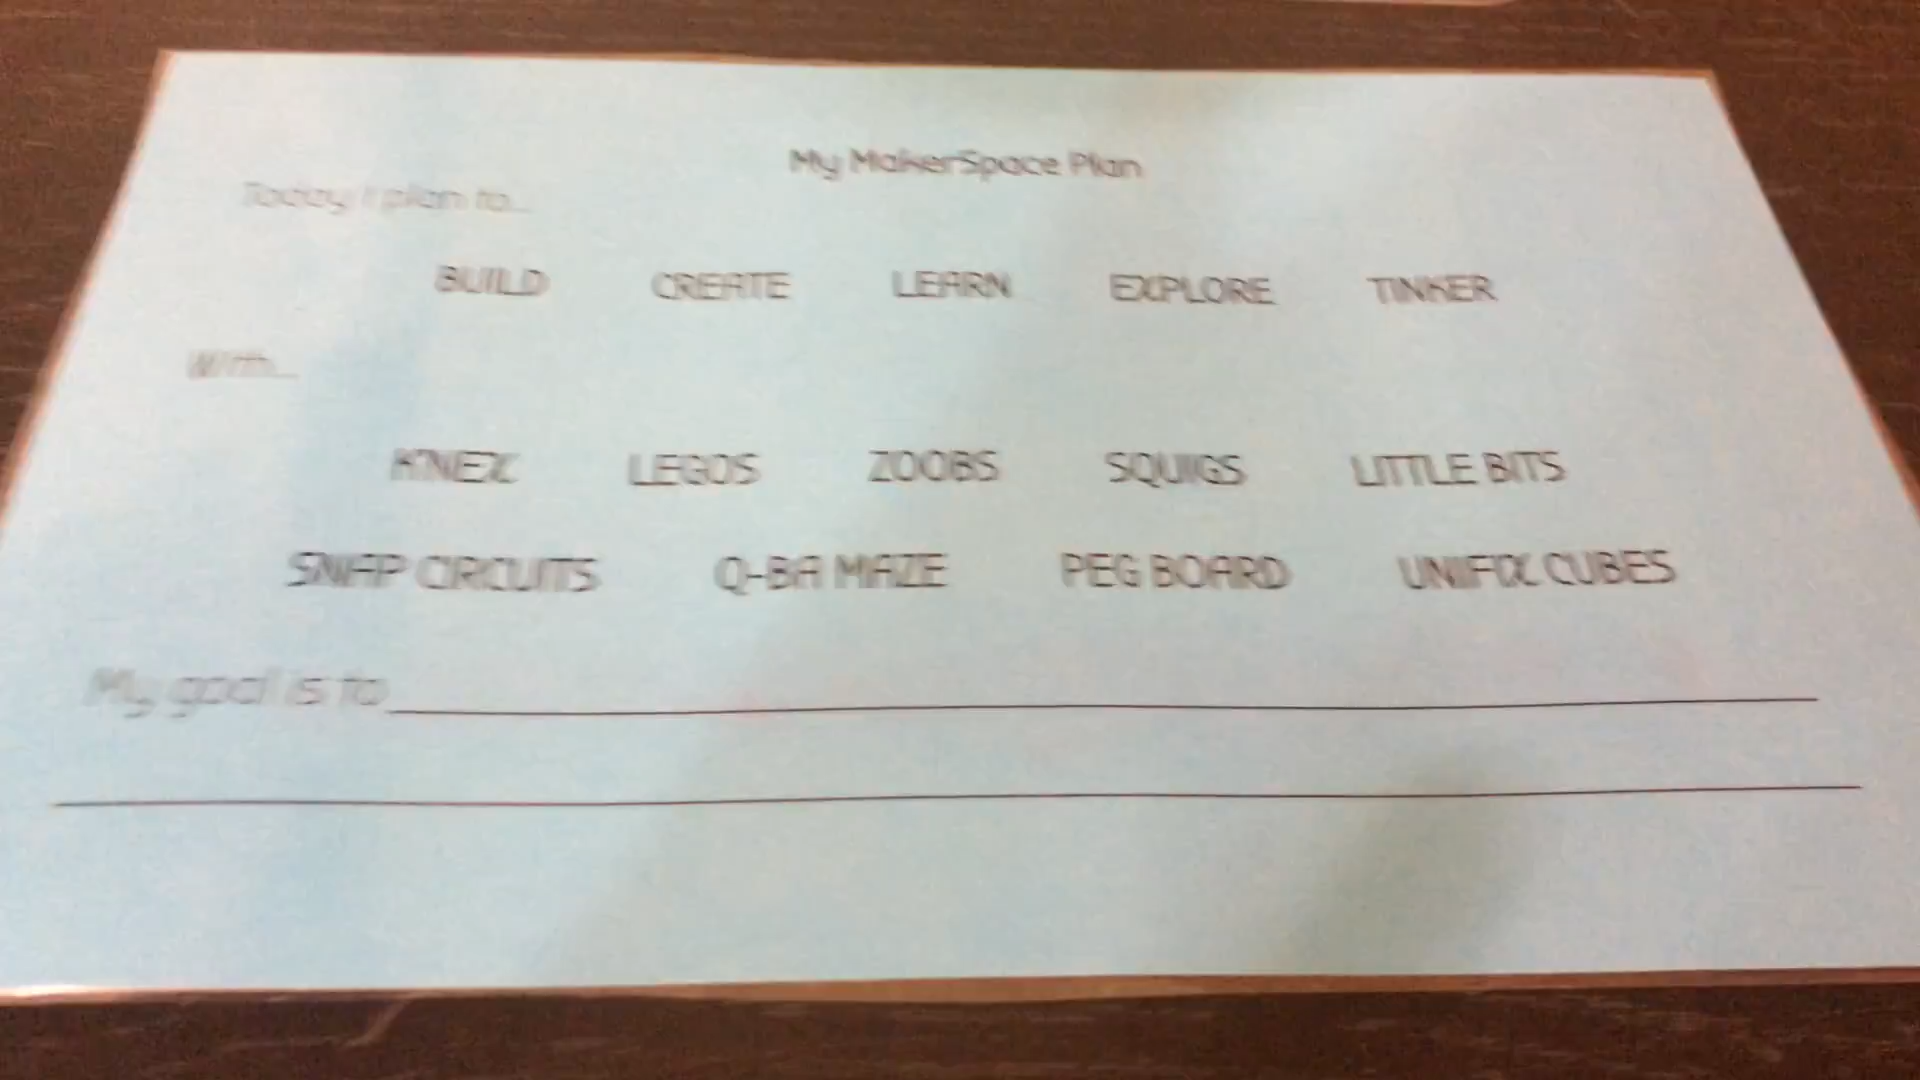 My MakerSpace Plan
Today I plan to...
BUILD CREATE LEARN EXPLORE TINKER
With...
K'NEX LEGOS ZOOBS SQUIGS LITTLE BITS
SNAP CIRCUITS Q-BA MAZE PEG BOARD UNIFIX CUBES
My goal is to